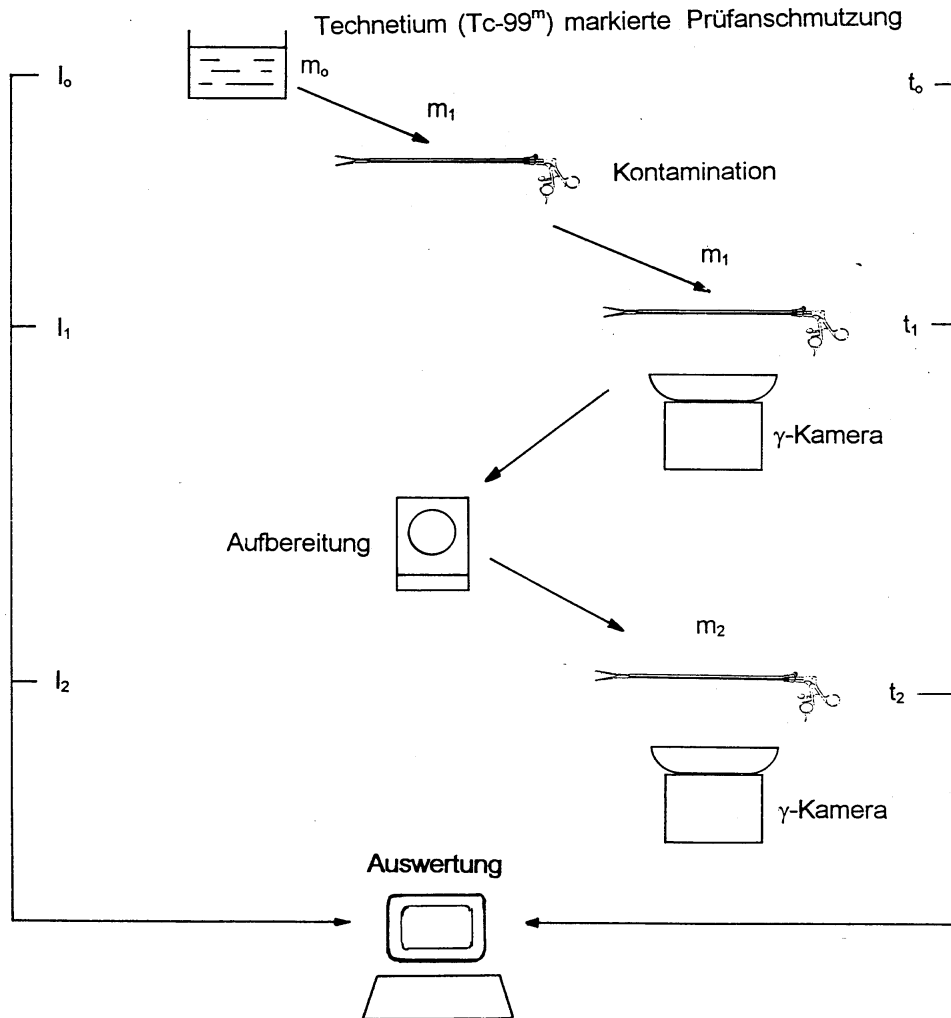 Technetium (Tc-99ᵐ) markierte Prüfanschmutzung
I₀ m₀ t₀
m₁
Kontamination
m₁
I₁ t₁
γ-Kamera
Aufbereitung
m₂
I₂ t₂
γ-Kamera
Auswertung